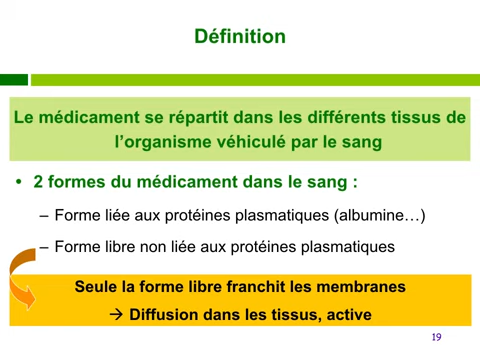 Définition
Le médicament se répartit dans les différents tissus de
l’organisme véhiculé par le sang
• 2 formes du médicament dans le sang :
– Forme liée aux protéines plasmatiques (albumine…)
– Forme libre non liée aux protéines plasmatiques
Seule la forme libre franchit les membranes
→ Diffusion dans les tissus, active
19